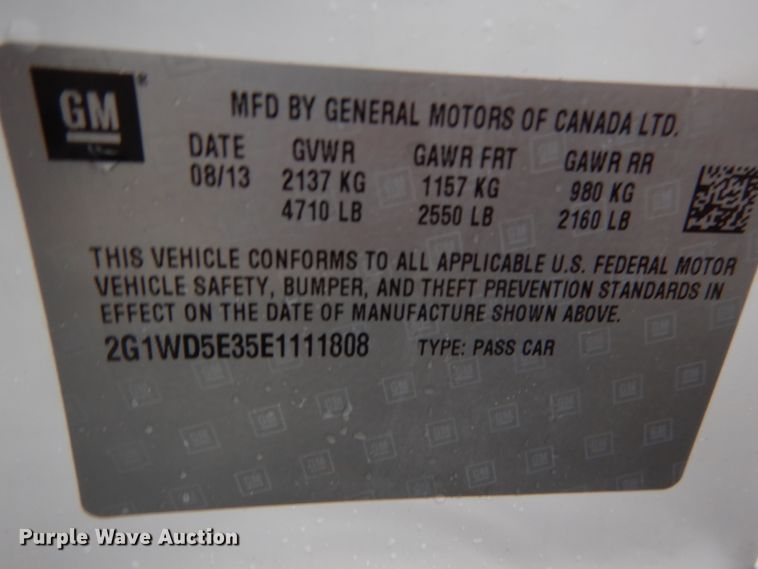 GM®
MFD BY GENERAL MOTORS OF CANADA LTD.
DATE GVWR GAWR FRT GAWR RR
08/13 2137 KG 1157 KG 980 KG
4710 LB 2550 LB 2160 LB
THIS VEHICLE CONFORMS TO ALL APPLICABLE U.S. FEDERAL MOTOR
VEHICLE SAFETY, BUMPER, AND THEFT PREVENTION STANDARDS IN
EFFECT ON THE DATE OF MANUFACTURE SHOWN ABOVE.
2G1WD5E35E1111808 TYPE: PASS CAR
Purple Wave Auction